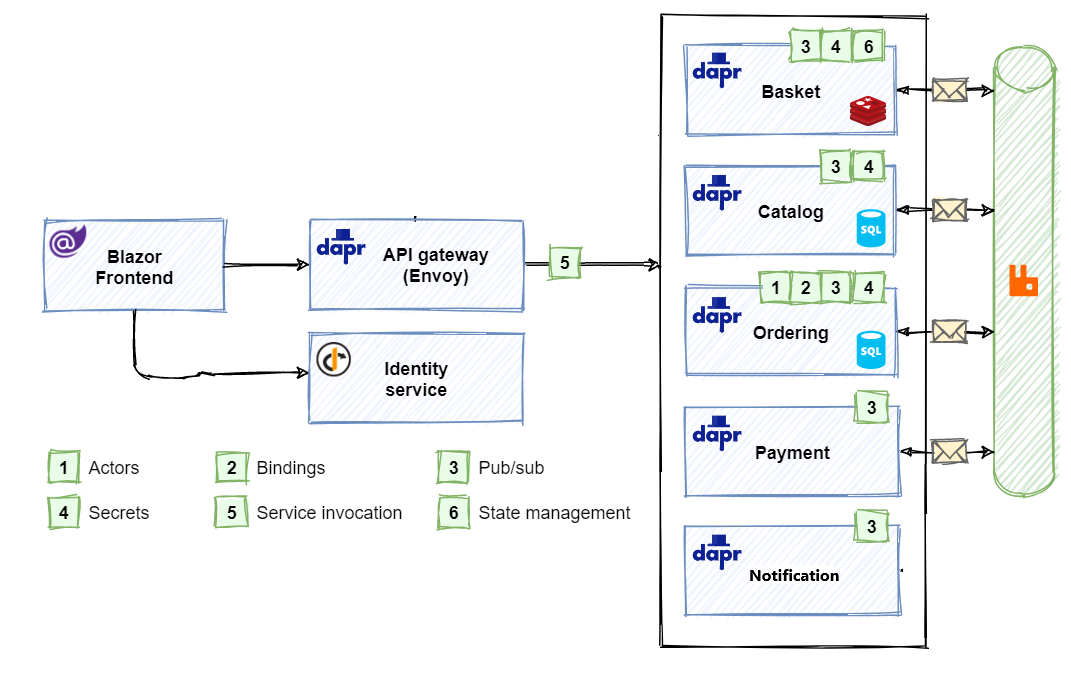 3 4 6
dapr
Basket
3 4
dapr
Catalog
SQL
Blazor
Frontend
dapr
API gateway
(Envoy)
5
1 2 3 4
dapr
Ordering
SQL
Identity
service
3
dapr
Payment
1 Actors
2 Bindings
3 Pub/sub
4 Secrets
5 Service invocation
6 State management
3
dapr
Notification